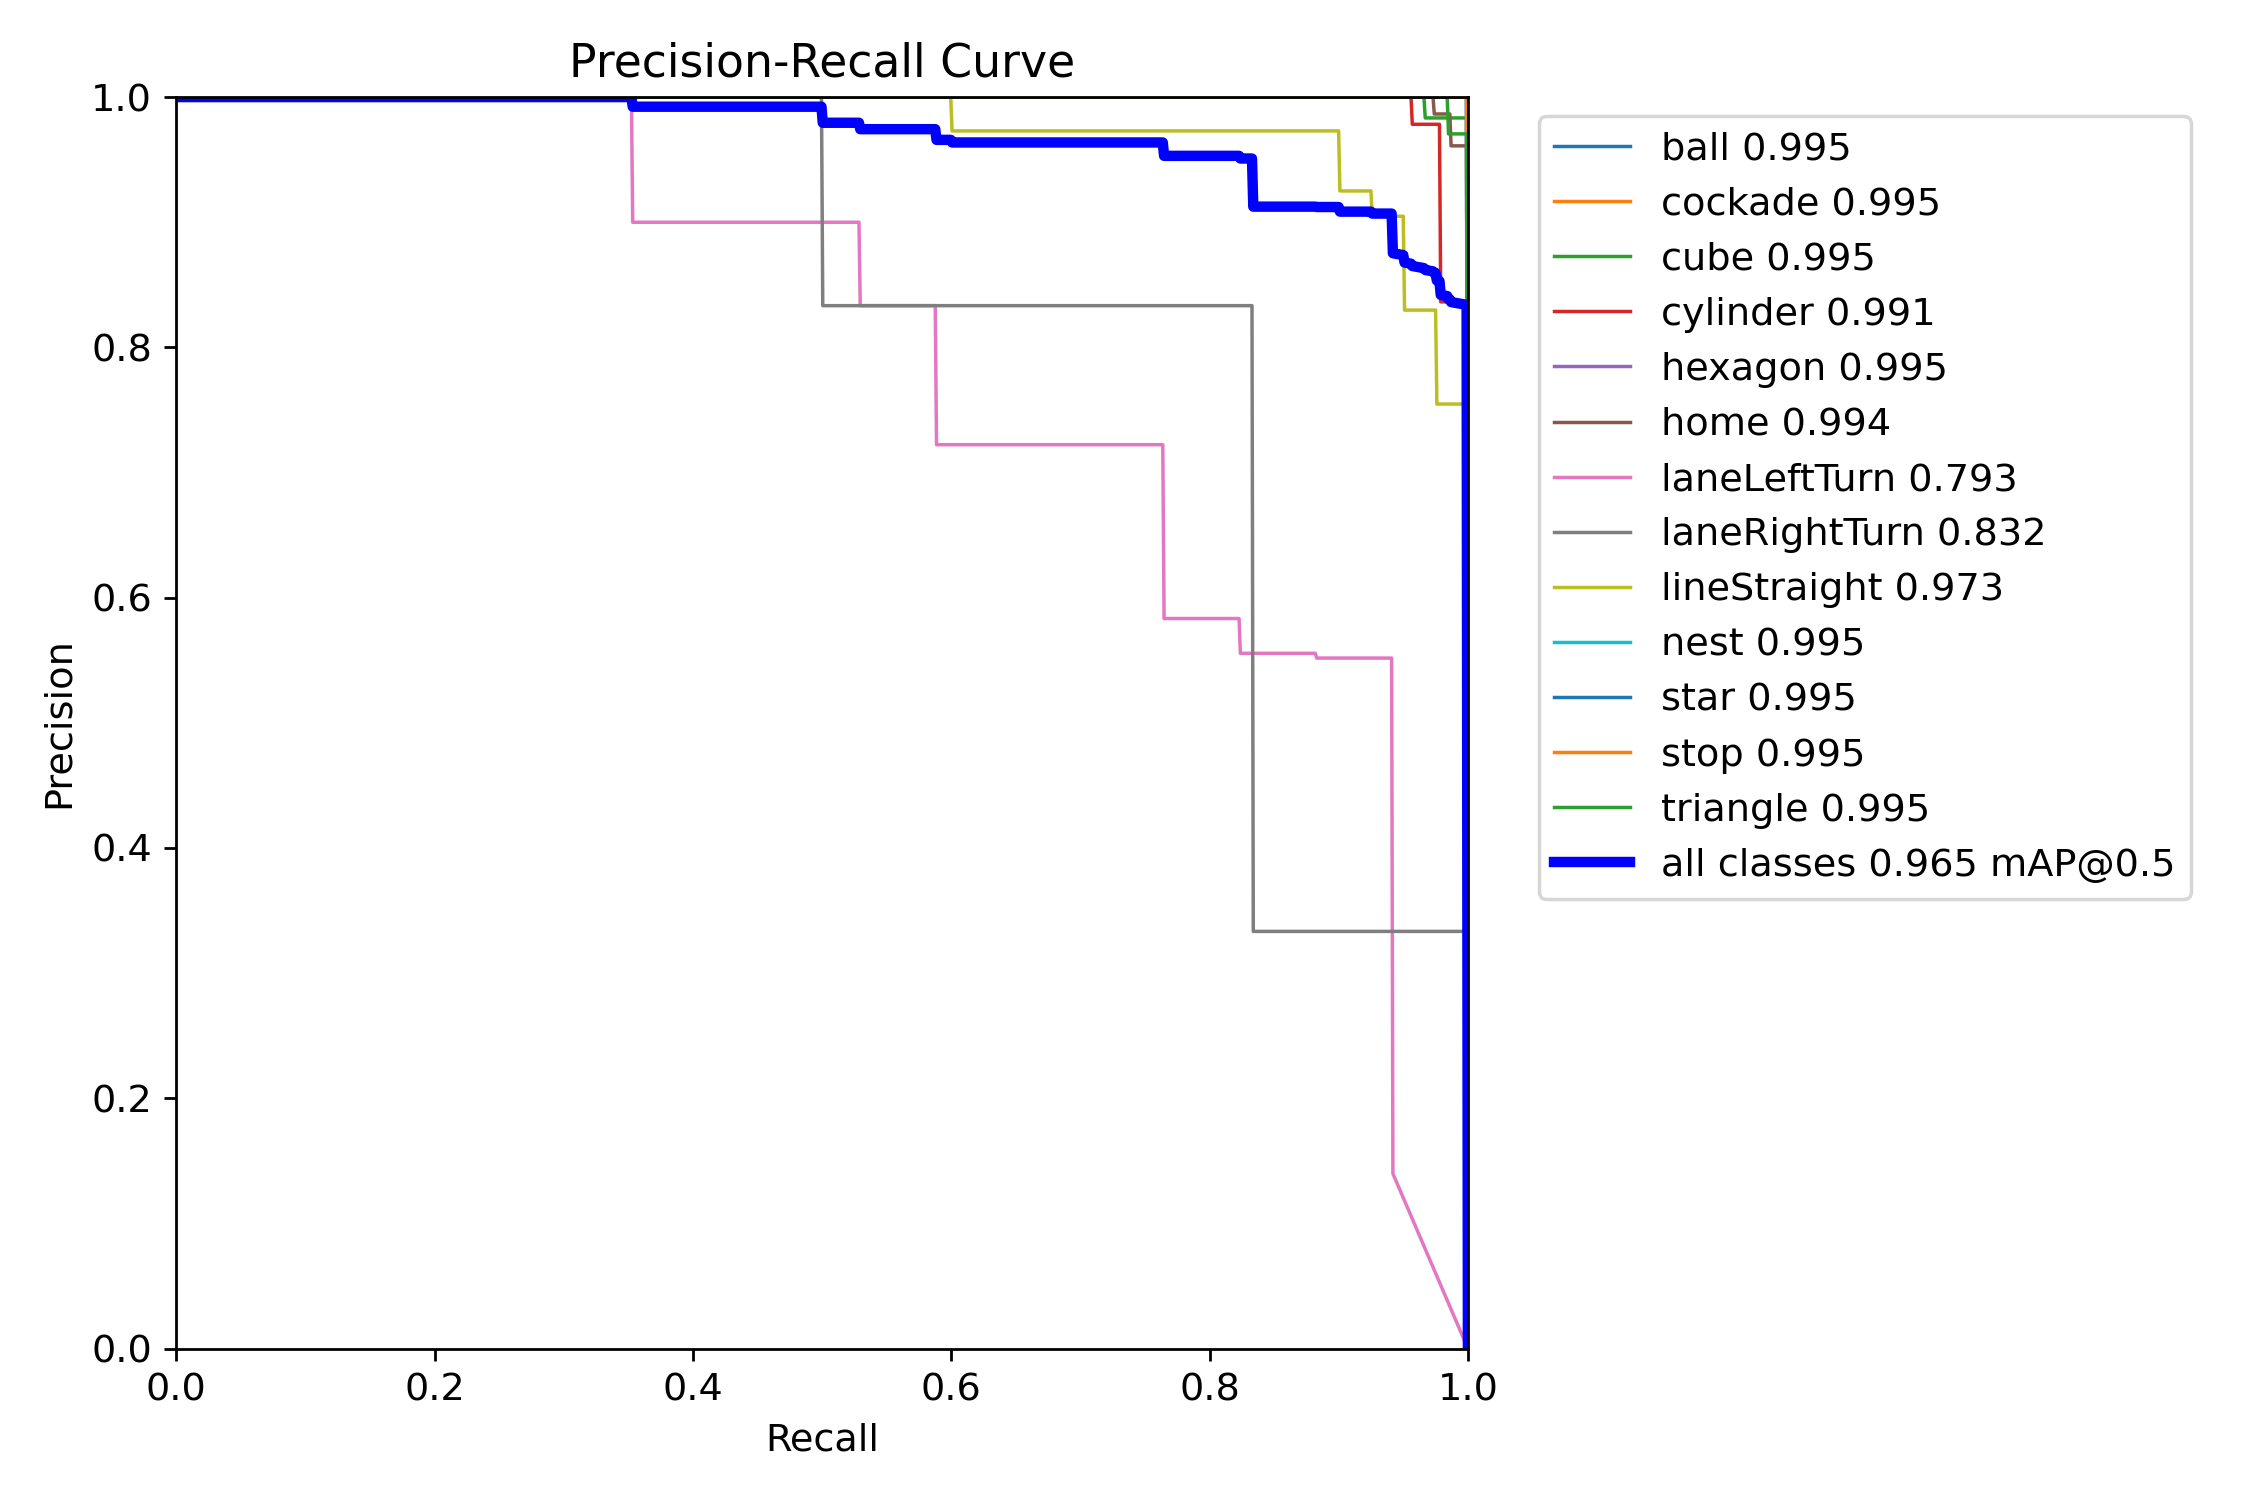 Precision-Recall Curve
1.0
0.8
0.6
0.4
0.2
0.0
Precision
0.0 0.2 0.4 0.6 0.8 1.0
Recall
ball 0.995
cockade 0.995
cube 0.995
cylinder 0.991
hexagon 0.995
home 0.994
laneLeftTurn 0.793
laneRightTurn 0.832
lineStraight 0.973
nest 0.995
star 0.995
stop 0.995
triangle 0.995
all classes 0.965 mAP@0.5